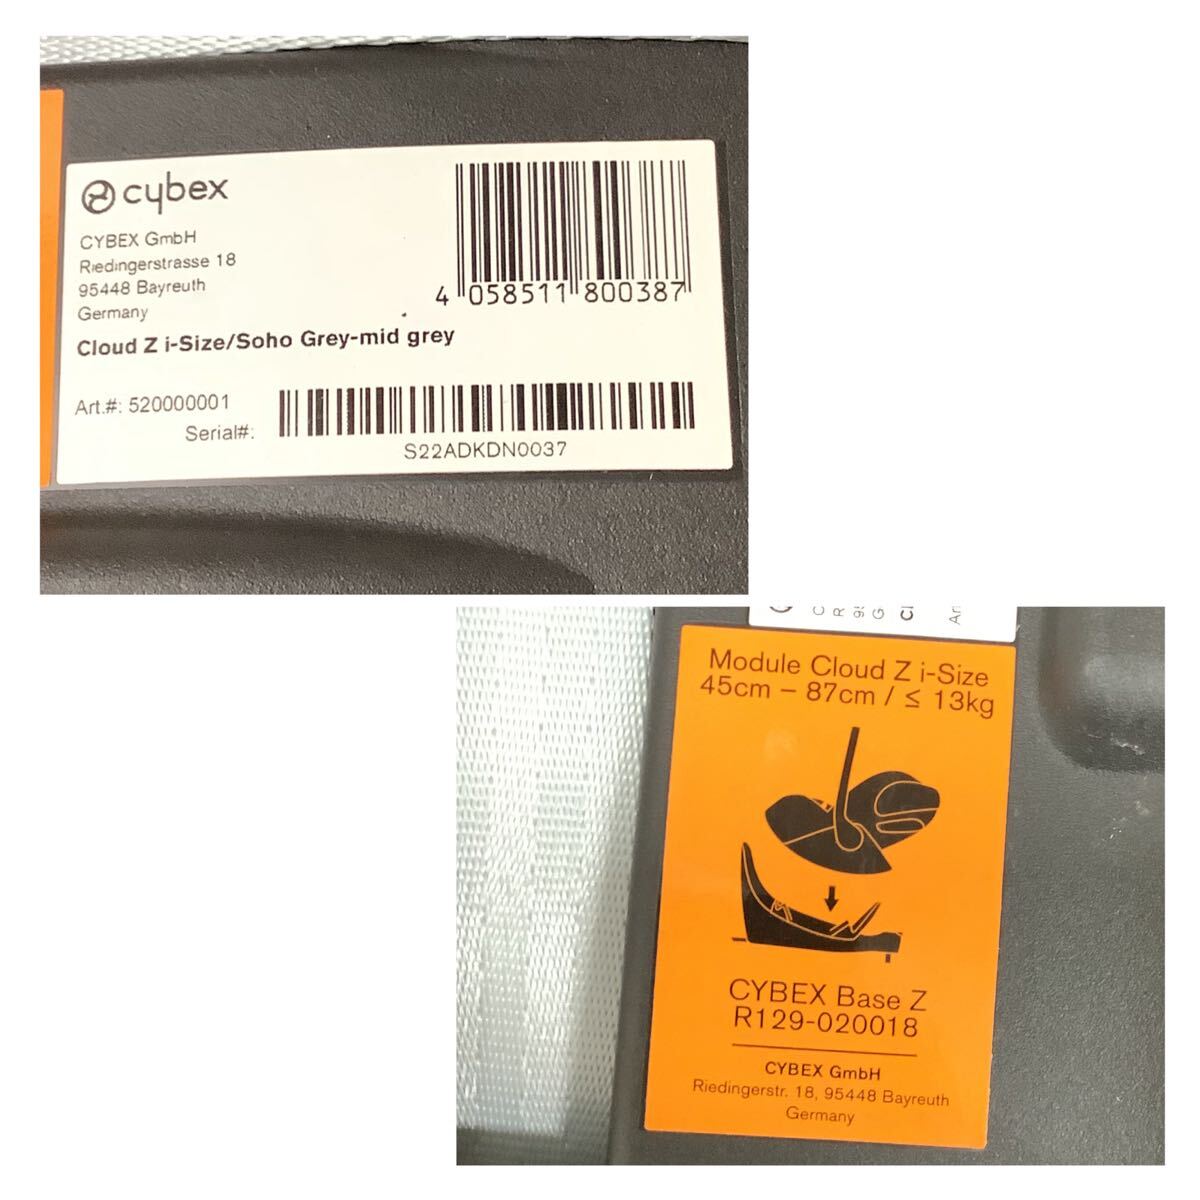 cybex
CYBEX GmbH
Riedingerstrasse 18
95448 Bayreuth
Germany
4 058511 800387
Cloud Z i-Size/Soho Grey-mid grey
Art.#: 520000001
Serial#:
S22ADKDN0037
Module Cloud Z i-Size
45cm – 87cm / ≤ 13kg
CYBEX Base Z
R129-020018
CYBEX GmbH
Riedingerstr. 18, 95448 Bayreuth
Germany